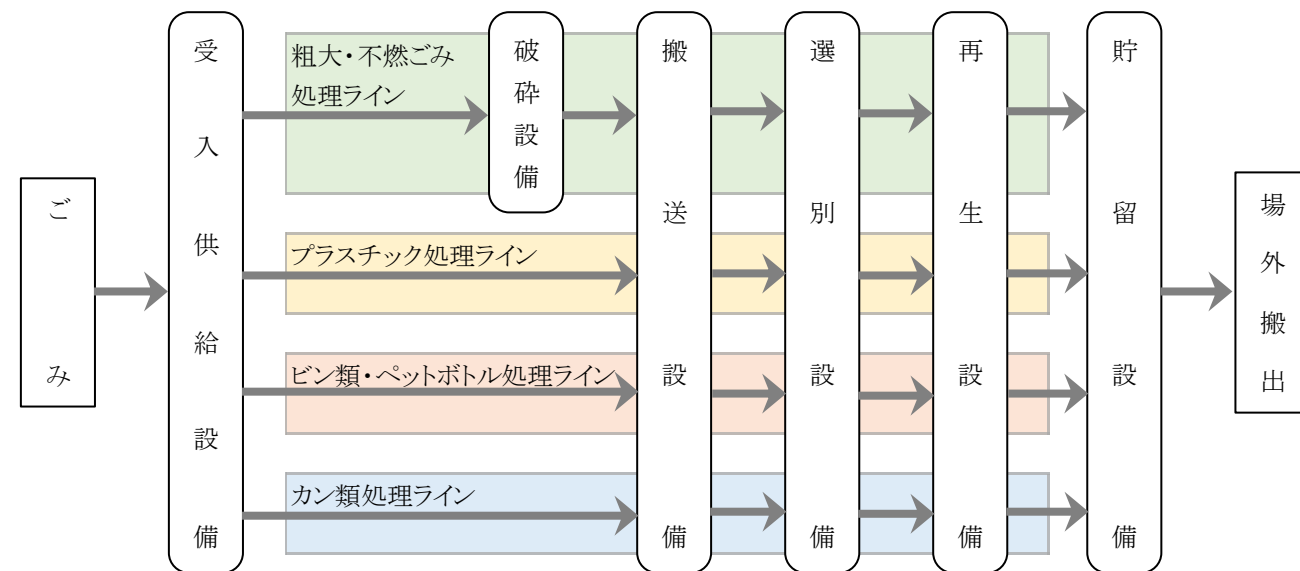 ごみ
受入供給設備
粗大・不燃ごみ
処理ライン
破砕設備
プラスチック処理ライン
ビン類・ペットボトル処理ライン
カン類処理ライン
搬送設備
選別設備
再生設備
貯留設備
場外搬出